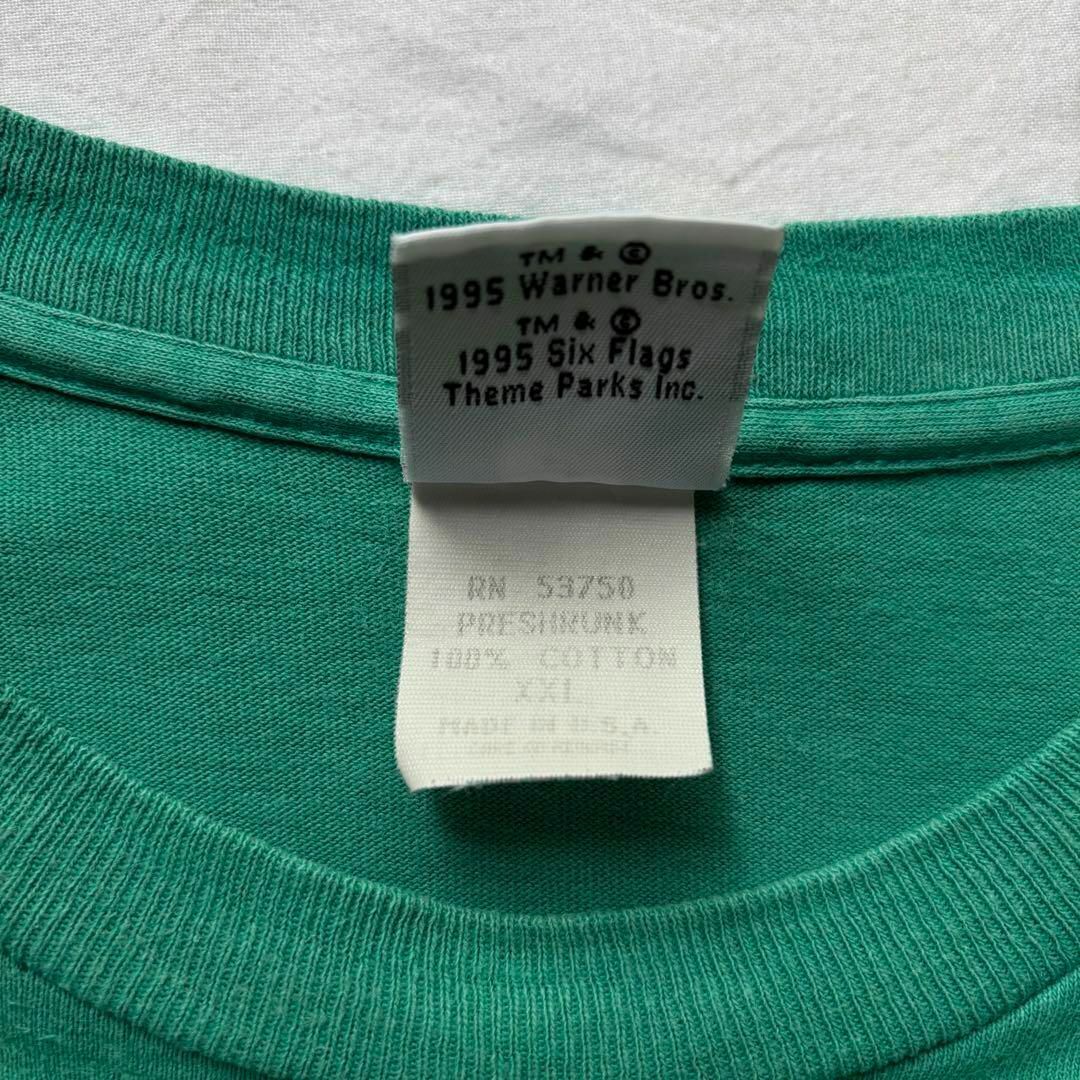 TM & ©
1995 Warner Bros.
TM & ©
1995 Six Flags
Theme Parks Inc.
RN 53750
PRESHRUNK
100% COTTON
XXL
MADE IN U.S.A